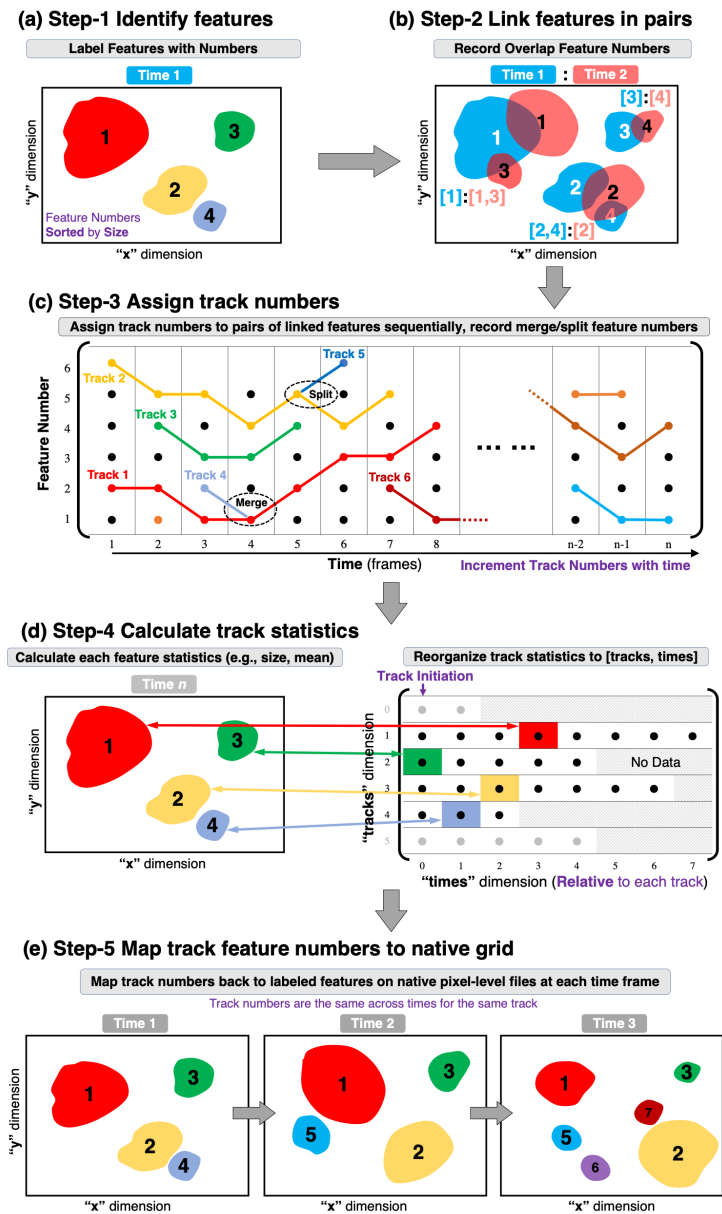 (a) Step-1 Identify features
Label Features with Numbers
Time 1
1
3
2
4
Feature Numbers
Sorted by Size
"y" dimension
"x" dimension
(b) Step-2 Link features in pairs
Record Overlap Feature Numbers
Time 1 : Time 2
[3]:[4]
1
1
3
4
3
[1]:[1,3]
2
2
4
[2,4]:[2]
"y" dimension
"x" dimension
(c) Step-3 Assign track numbers
Assign track numbers to pairs of linked features sequentially, record merge/split feature numbers
Feature Number
6
5
4
3
2
1
Track 5
Track 2
Split
Track 3
Track 1
Track 4
Track 6
Merge
... ...
1 2 3 4 5 6 7 8 n-2 n-1 n
Time (frames)
Increment Track Numbers with time
(d) Step-4 Calculate track statistics
Calculate each feature statistics (e.g., size, mean)
Time n
1
3
2
4
"y" dimension
"x" dimension
Reorganize track statistics to [tracks, times]
Track Initiation
"tracks" dimension
0
1
2
3
4
5
No Data
0 1 2 3 4 5 6 7
"times" dimension (Relative to each track)
(e) Step-5 Map track feature numbers to native grid
Map track numbers back to labeled features on native pixel-level files at each time frame
Track numbers are the same across times for the same track
Time 1
1
3
2
4
"y" dimension
"x" dimension
Time 2
1
3
5
2
"x" dimension
Time 3
1
3
7
5
6
2
"x" dimension